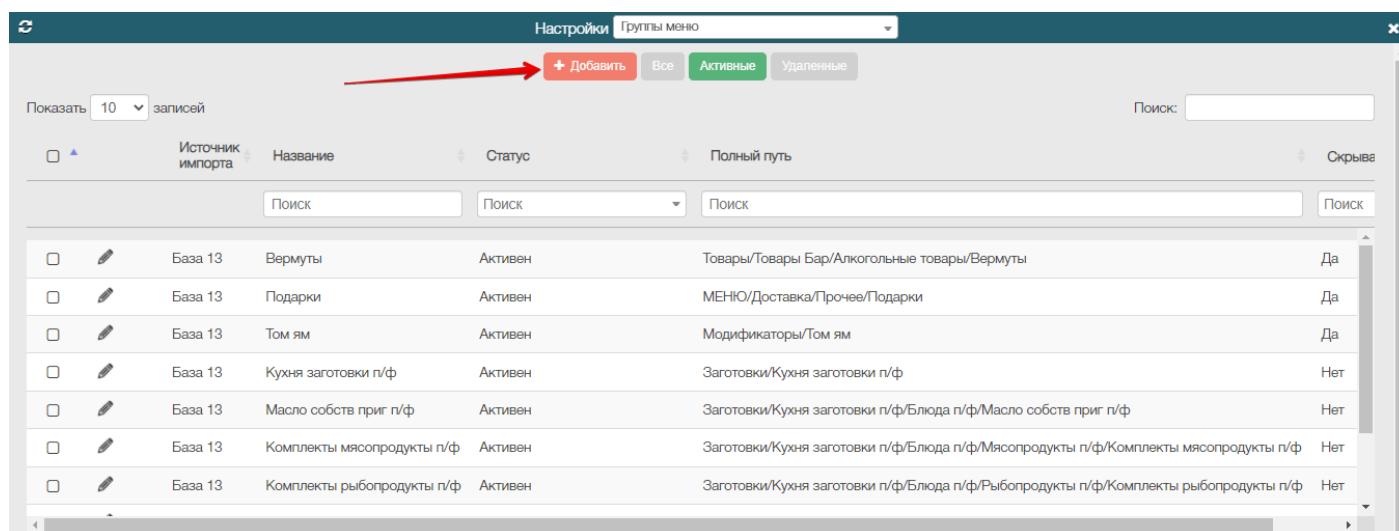 Настройки Группы меню
+ Добавить Все Активные Удаленные
Показать 10 записей Поиск:
Источник импорта Название Статус Полный путь Скрыва
Поиск Поиск Поиск Поиск
База 13 Вермуты Активен Товары/Товары Бар/Алкогольные товары/Вермуты Да
База 13 Подарки Активен МЕНЮ/Доставка/Прочее/Подарки Да
База 13 Том ям Активен Модификаторы/Том ям Да
База 13 Кухня заготовки п/ф Активен Заготовки/Кухня заготовки п/ф Нет
База 13 Масло собств приг п/ф Активен Заготовки/Кухня заготовки п/ф/Блюда п/ф/Масло собств приг п/ф Нет
База 13 Комплекты мясопродукты п/ф Активен Заготовки/Кухня заготовки п/ф/Блюда п/ф/Мясопродукты п/ф/Комплекты мясопродукты п/ф Нет
База 13 Комплекты рыбопродукты п/ф Активен Заготовки/Кухня заготовки п/ф/Блюда п/ф/Рыбопродукты п/ф/Комплекты рыбопродукты п/ф Нет